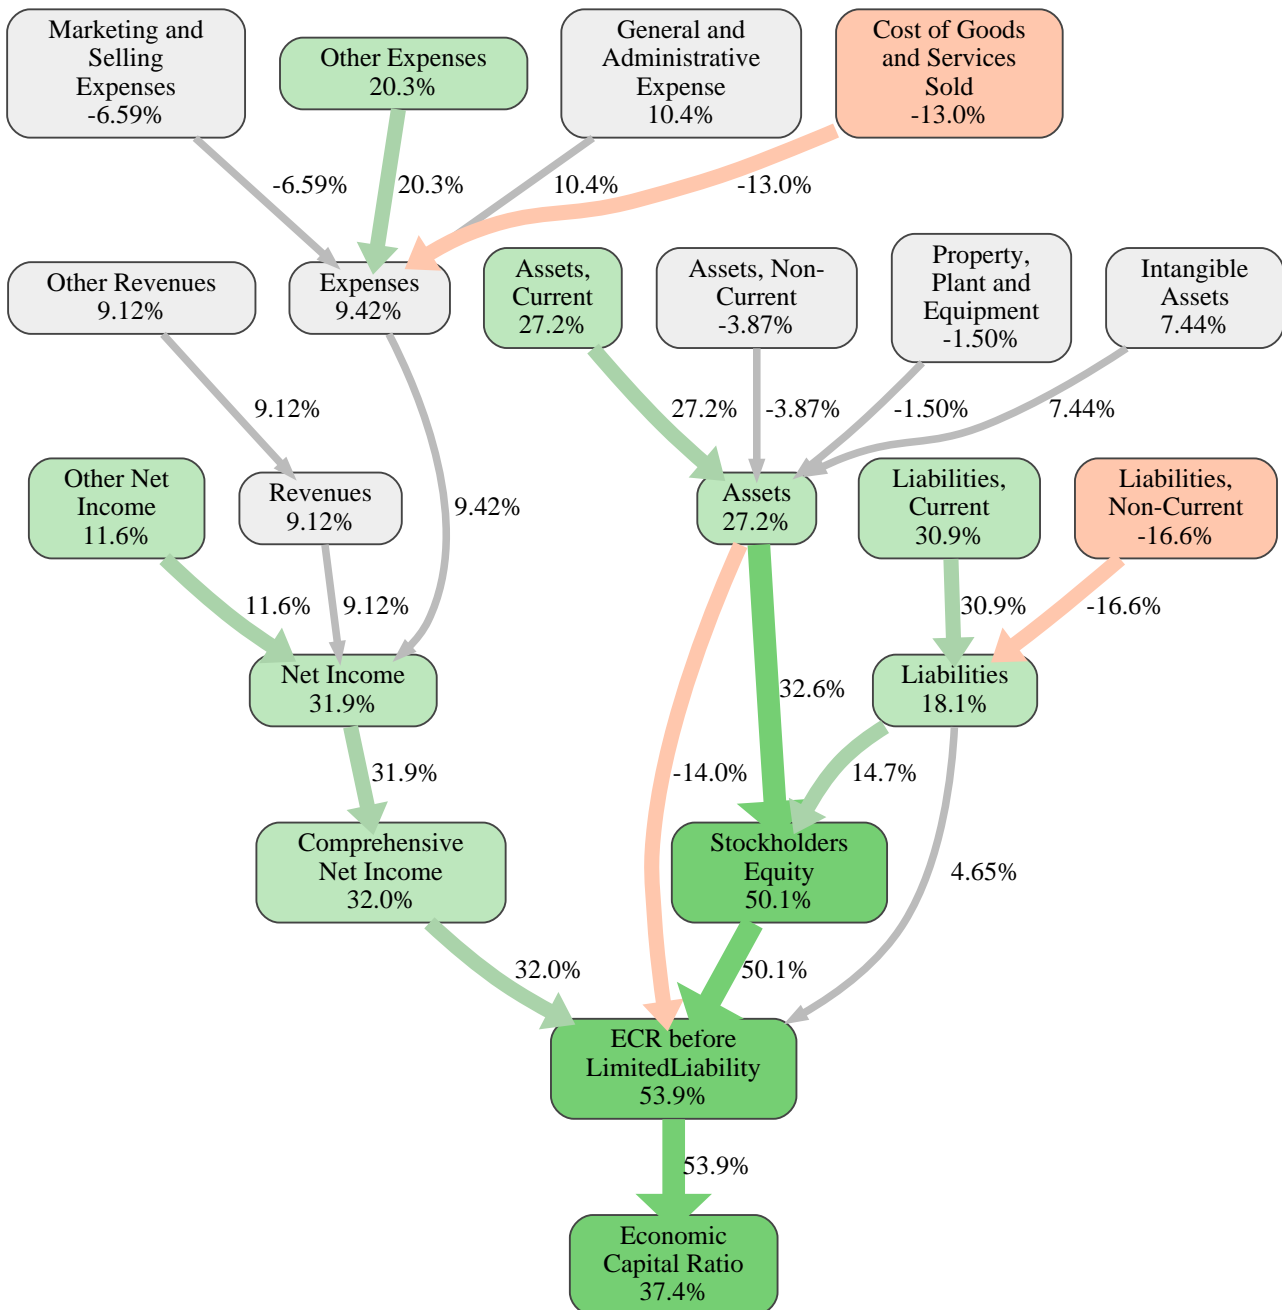 Marketing and
Selling
Expenses
-6.59%
Other Expenses
20.3%
General and
Administrative
Expense
10.4%
Cost of Goods
and Services
Sold
-13.0%
-6.59%
20.3%
10.4%
-13.0%
Other Revenues
9.12%
Expenses
9.42%
Assets,
Current
27.2%
Assets, Non-
Current
-3.87%
Property,
Plant and
Equipment
-1.50%
Intangible
Assets
7.44%
9.12%
27.2%
-3.87%
-1.50%
7.44%
Other Net
Income
11.6%
Revenues
9.12%
9.42%
Assets
27.2%
Liabilities,
Current
30.9%
Liabilities,
Non-Current
-16.6%
11.6%
9.12%
30.9%
-16.6%
Net Income
31.9%
32.6%
Liabilities
18.1%
31.9%
-14.0%
14.7%
Comprehensive
Net Income
32.0%
Stockholders
Equity
50.1%
4.65%
32.0%
50.1%
ECR before
LimitedLiability
53.9%
53.9%
Economic
Capital Ratio
37.4%